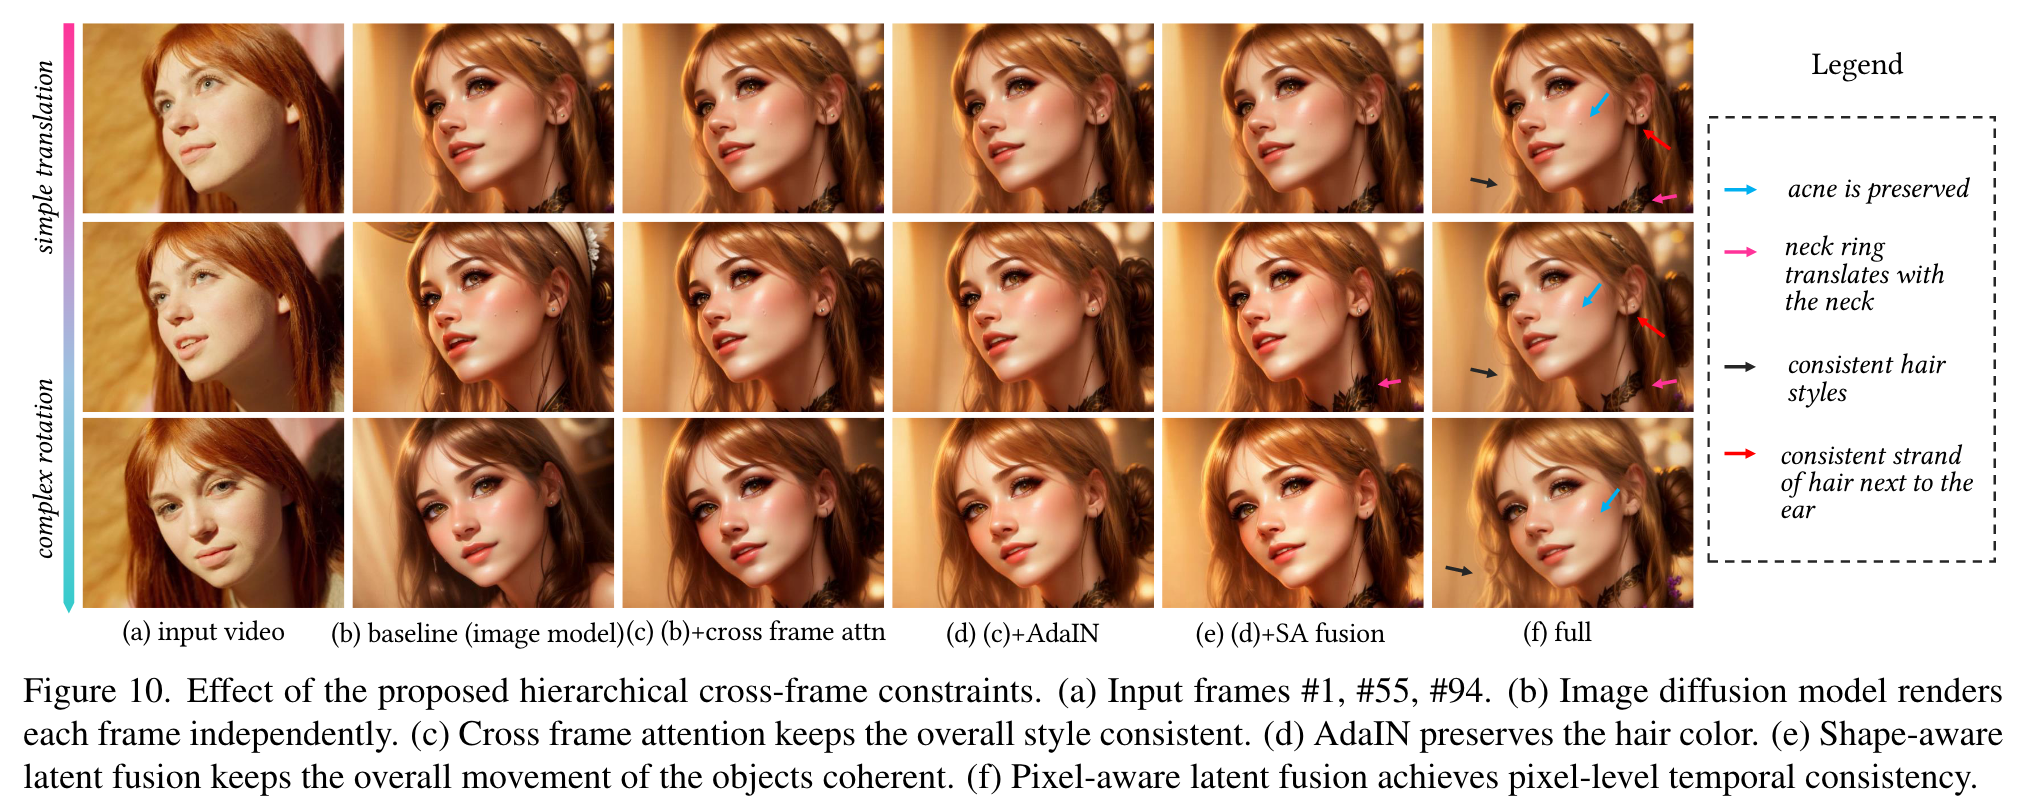 simple translation
complex rotation
(a) input video
(b) baseline (image model)
(c) (b)+cross frame attn
(d) (c)+AdaIN
(e) (d)+SA fusion
(f) full
Legend
acne is preserved
neck ring
translates with
the neck
consistent hair
styles
consistent strand
of hair next to the
ear
Figure 10. Effect of the proposed hierarchical cross-frame constraints. (a) Input frames #1, #55, #94. (b) Image diffusion model renders
each frame independently. (c) Cross frame attention keeps the overall style consistent. (d) AdaIN preserves the hair color. (e) Shape-aware
latent fusion keeps the overall movement of the objects coherent. (f) Pixel-aware latent fusion achieves pixel-level temporal consistency.